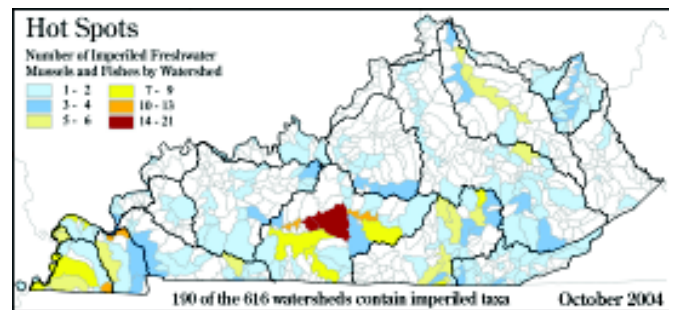 Hot Spots
Number of Imperiled Freshwater
Mussels and Fishes by Watershed
1 - 2
7 - 9
3 - 4
10 - 13
5 - 6
14 - 21
190 of the 616 watersheds contain imperiled taxa
October 2004